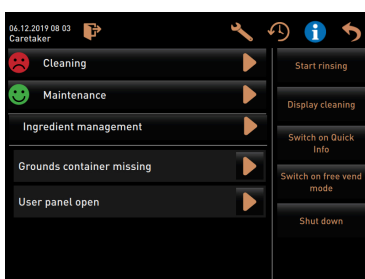 06.12.2019 08 03
Caretaker
Cleaning
Maintenance
Ingredient management
Grounds container missing
User panel open
Start rinsing
Display cleaning
Switch on Quick
Info
Switch on free vend
mode
Shut down